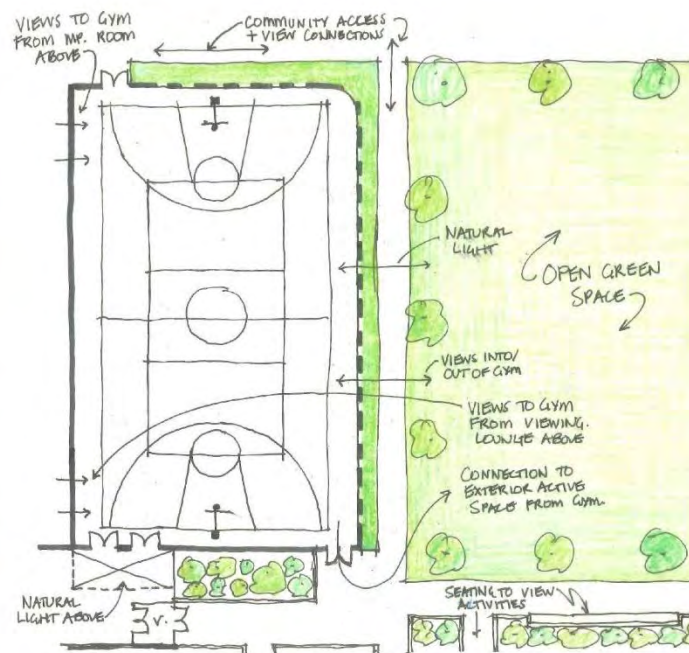 VIEWS TO GYM
FROM MP. ROOM
ABOVE
COMMUNITY ACCESS
+ VIEW CONNECTIONS
NATURAL
LIGHT
OPEN GREEN
SPACE
VIEWS INTO/
OUT OF GYM
VIEWS TO GYM
FROM VIEWING
LOUNGE ABOVE
CONNECTION TO
EXTERIOR ACTIVE
SPACE FROM GYM.
NATURAL
LIGHT ABOVE
V.
SEATING TO VIEW
ACTIVITIES